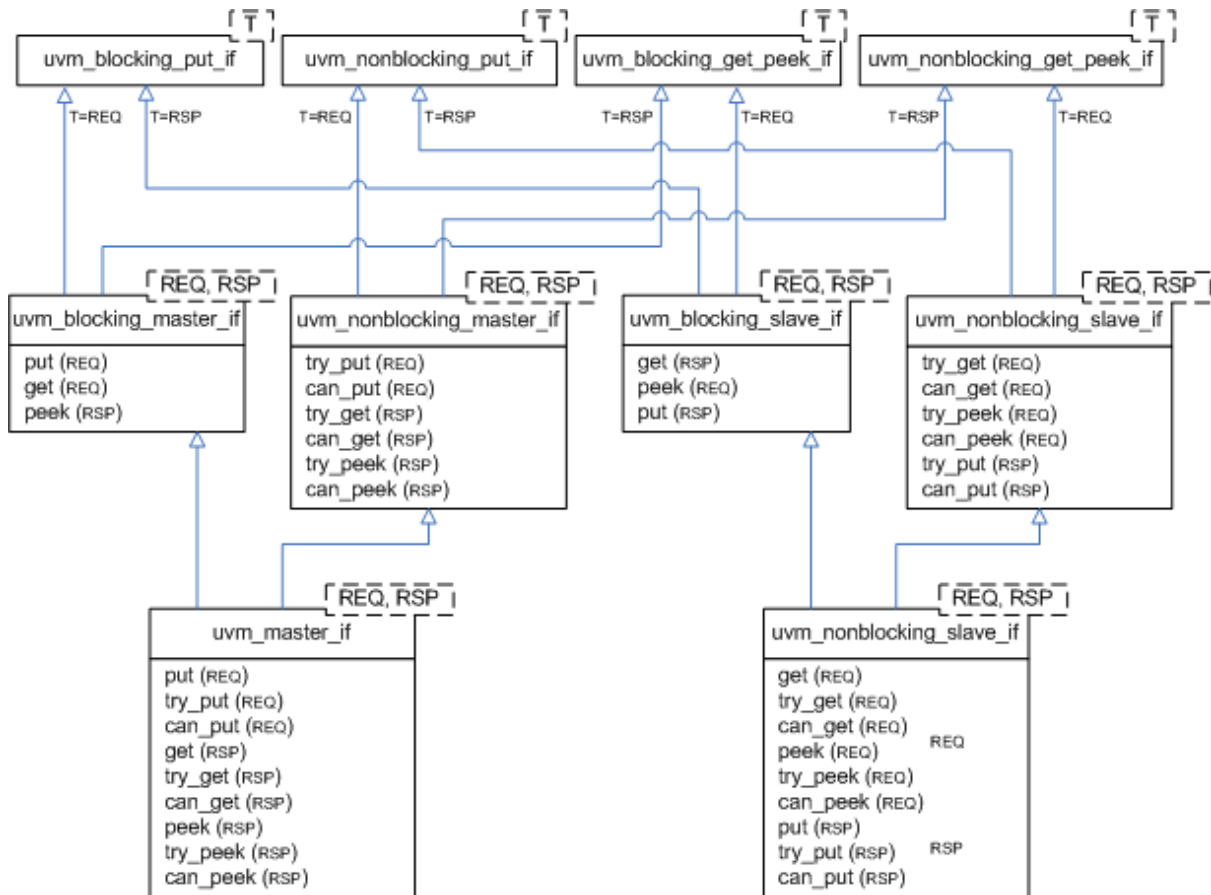 T
T
T
T
uvm_blocking_put_if
uvm_nonblocking_put_if
uvm_blocking_get_peek_if
uvm_nonblocking_get_peek_if
T=REQ
T=RSP
T=REQ
T=RSP
T=RSP
T=REQ
T=RSP
T=REQ
REQ, RSP
uvm_blocking_master_if
put (REQ)
get (REQ)
peek (RSP)
REQ, RSP
uvm_nonblocking_master_if
try_put (REQ)
can_put (REQ)
try_get (RSP)
can_get (RSP)
try_peek (RSP)
can_peek (RSP)
REQ, RSP
uvm_blocking_slave_if
get (RSP)
peek (REQ)
put (RSP)
REQ, RSP
uvm_nonblocking_slave_if
try_get (REQ)
can_get (REQ)
try_peek (REQ)
can_peek (REQ)
try_put (RSP)
can_put (RSP)
REQ, RSP
uvm_master_if
put (REQ)
try_put (REQ)
can_put (REQ)
get (RSP)
try_get (RSP)
can_get (RSP)
peek (RSP)
try_peek (RSP)
can_peek (RSP)
REQ, RSP
uvm_nonblocking_slave_if
get (REQ)
try_get (REQ)
can_get (REQ)
REQ
peek (REQ)
try_peek (REQ)
can_peek (REQ)
put (RSP)
try_put (RSP)
RSP
can_put (RSP)